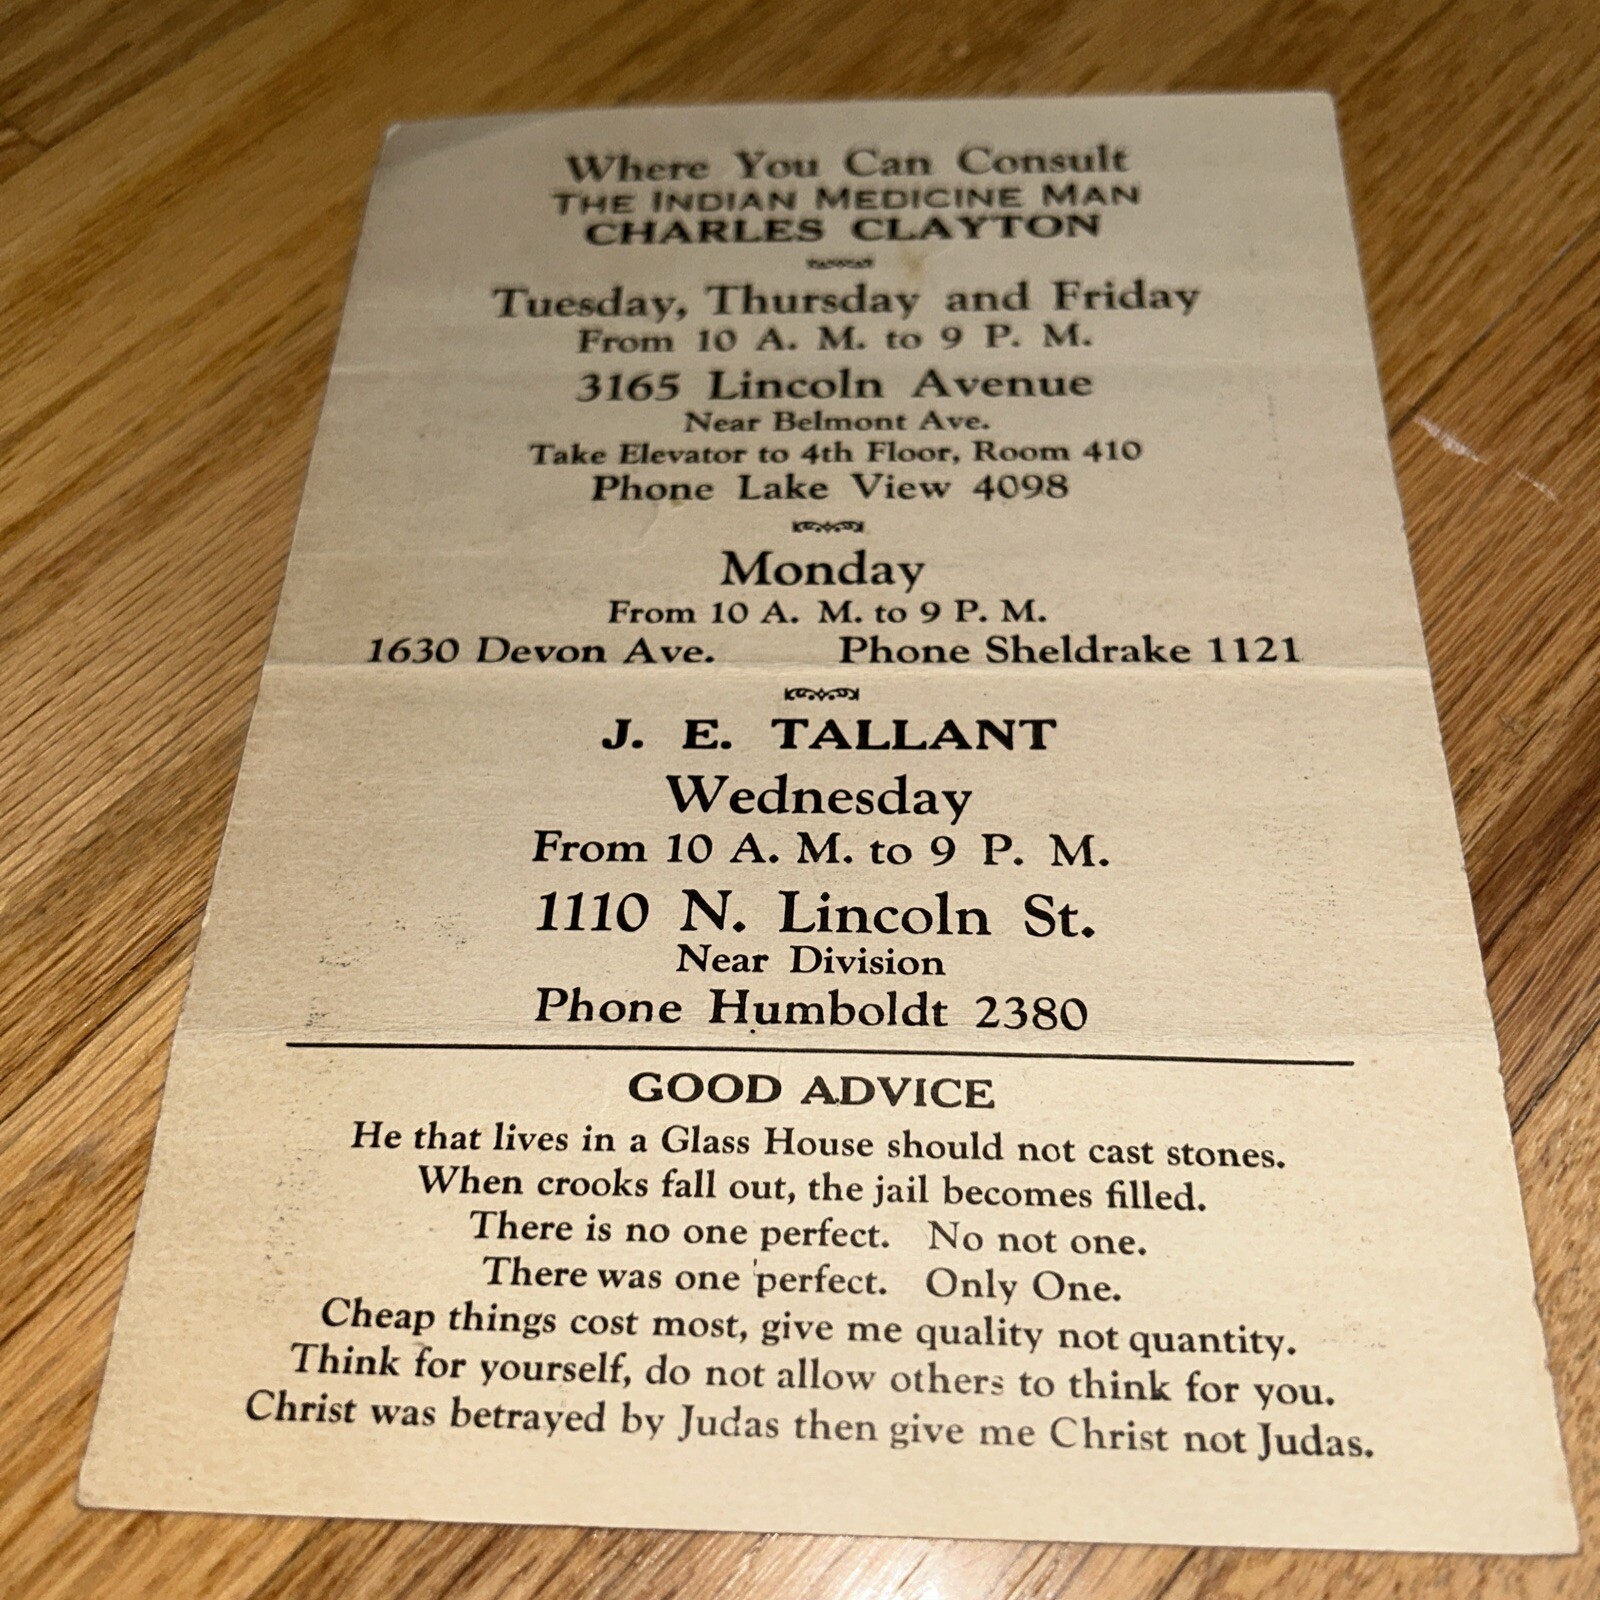 Where You Can Consult
THE INDIAN MEDICINE MAN
CHARLES CLAYTON
Tuesday, Thursday and Friday
From 10 A. M. to 9 P. M.
3165 Lincoln Avenue
Near Belmont Ave.
Take Elevator to 4th Floor, Room 410
Phone Lake View 4098
Monday
From 10 A. M. to 9 P. M.
1630 Devon Ave. Phone Sheldrake 1121
J. E. TALLANT
Wednesday
From 10 A. M. to 9 P. M.
1110 N. Lincoln St.
Near Division
Phone Humboldt 2380
GOOD ADVICE
He that lives in a Glass House should not cast stones.
When crooks fall out, the jail becomes filled.
There is no one perfect. No not one.
There was one perfect. Only One.
Cheap things cost most, give me quality not quantity.
Think for yourself, do not allow others to think for you.
Christ was betrayed by Judas then give me Christ not Judas.